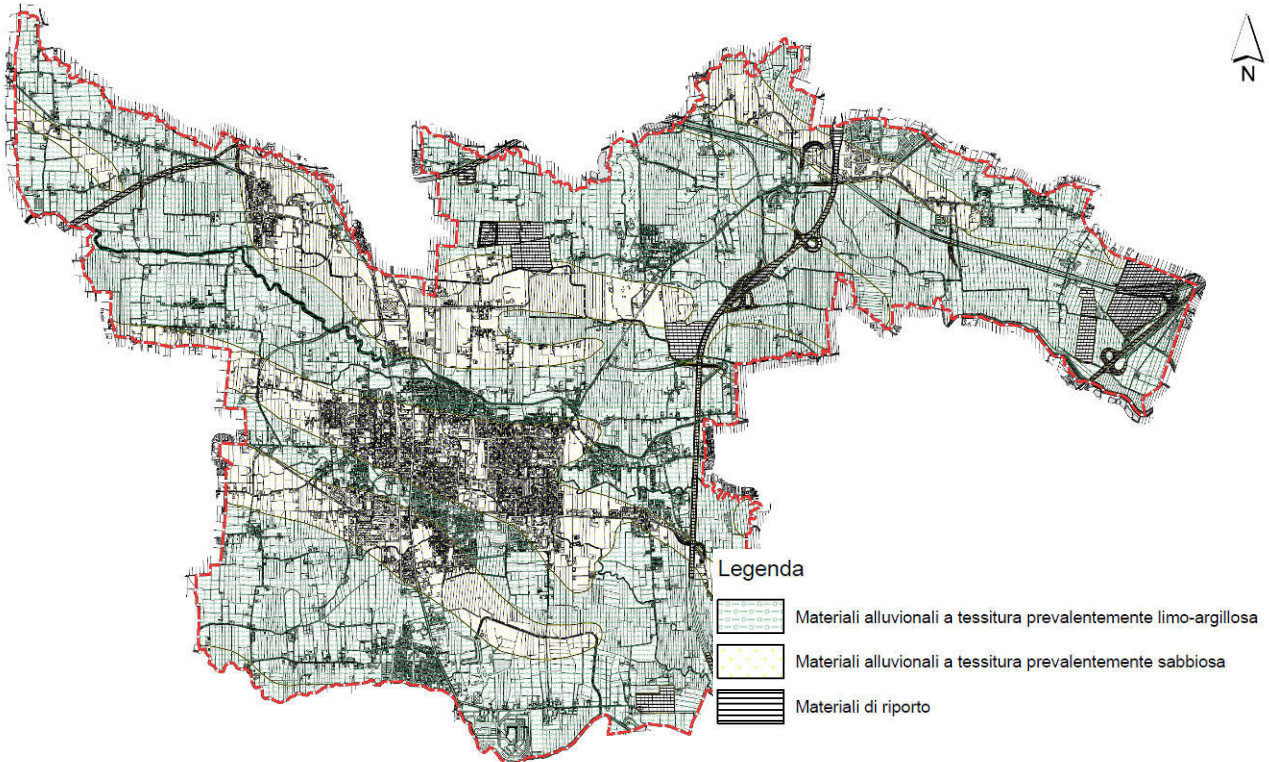 N
Legenda
Materiali alluvionali a tessitura prevalentemente limo-argillosa
Materiali alluvionali a tessitura prevalentemente sabbiosa
Materiali di riporto